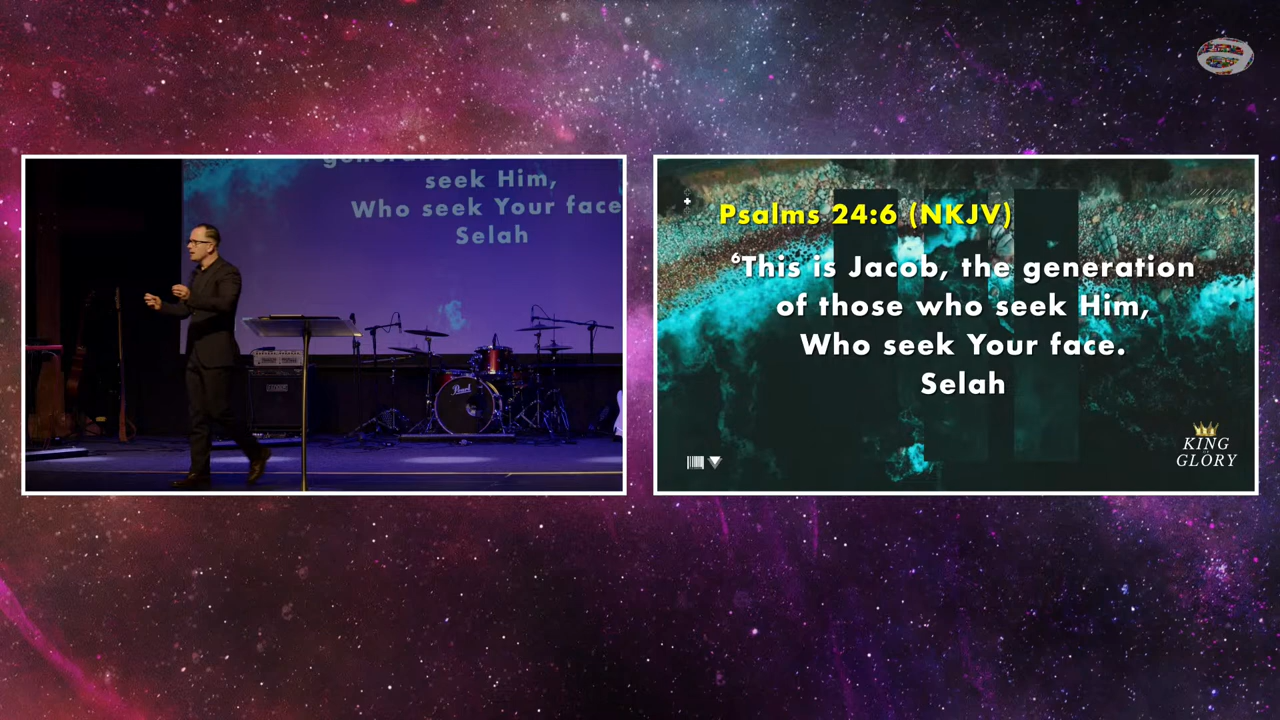 seek Him,
Who seek Your face
Selah
Pearl
Psalms 24:6 (NKJV)
⁶This is Jacob, the generation
of those who seek Him,
Who seek Your face.
Selah
KING
GLORY